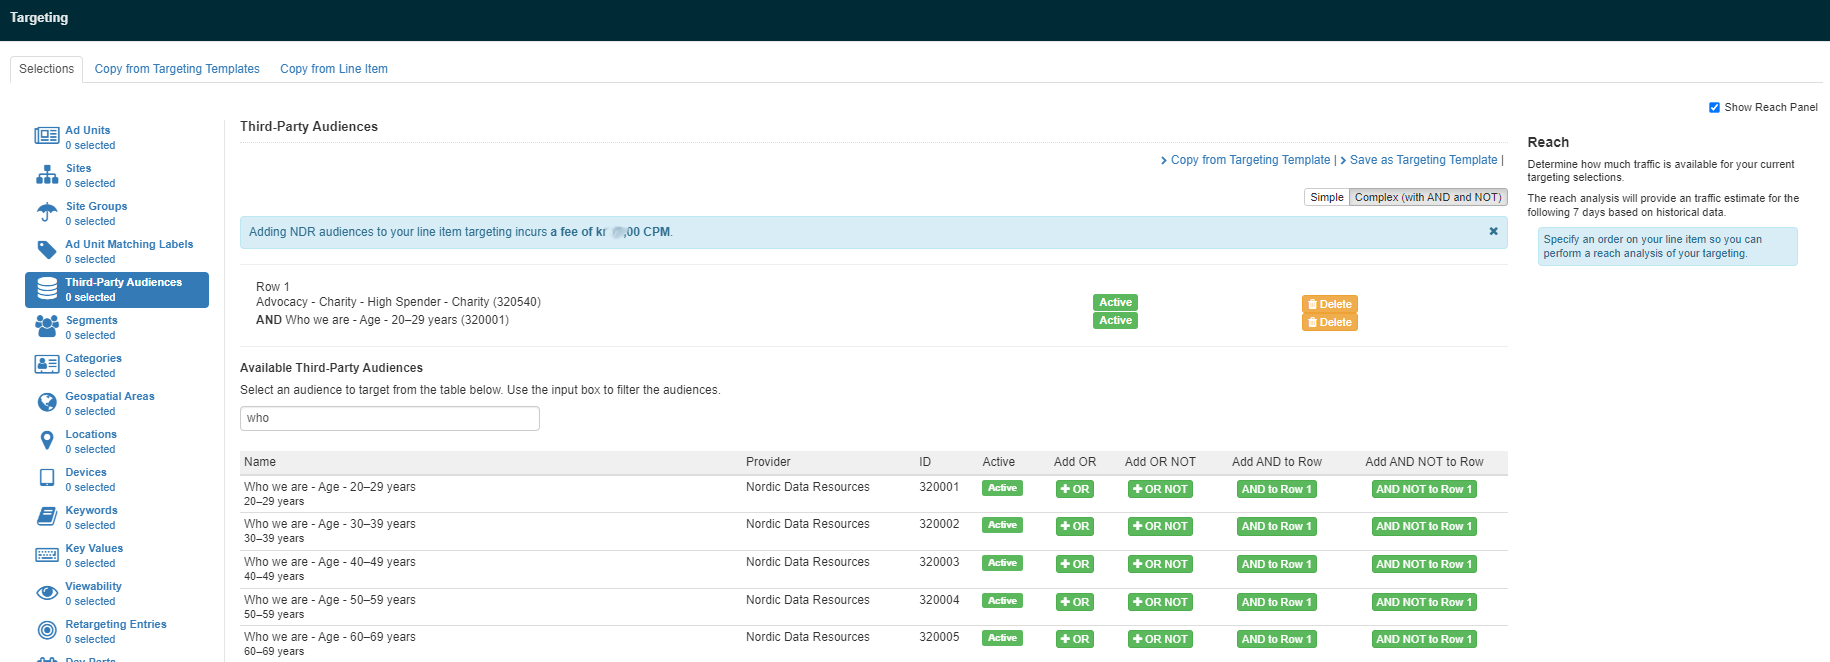 Targeting
Selections Copy from Targeting Templates Copy from Line Item
Show Reach Panel
Ad Units
0 selected
Sites
0 selected
Site Groups
0 selected
Ad Unit Matching Labels
0 selected
Third-Party Audiences
0 selected
Segments
0 selected
Categories
0 selected
Geospatial Areas
0 selected
Locations
0 selected
Devices
0 selected
Keywords
0 selected
Key Values
0 selected
Viewability
0 selected
Retargeting Entries
0 selected
Day Parts
Third-Party Audiences
Copy from Targeting Template | Save as Targeting Template |
Simple Complex (with AND and NOT)
Adding NDR audiences to your line item targeting incurs a fee of kr ,00 CPM.
Row 1
Advocacy - Charity - High Spender - Charity (320540) Active Delete
AND Who we are - Age - 20–29 years (320001) Active Delete
Available Third-Party Audiences
Select an audience to target from the table below. Use the input box to filter the audiences.
who
Name Provider ID Active Add OR Add OR NOT Add AND to Row Add AND NOT to Row
Who we are - Age - 20–29 years Nordic Data Resources 320001 Active + OR + OR NOT AND to Row 1 AND NOT to Row 1
20–29 years
Who we are - Age - 30–39 years Nordic Data Resources 320002 Active + OR + OR NOT AND to Row 1 AND NOT to Row 1
30–39 years
Who we are - Age - 40–49 years Nordic Data Resources 320003 Active + OR + OR NOT AND to Row 1 AND NOT to Row 1
40–49 years
Who we are - Age - 50–59 years Nordic Data Resources 320004 Active + OR + OR NOT AND to Row 1 AND NOT to Row 1
50–59 years
Who we are - Age - 60–69 years Nordic Data Resources 320005 Active + OR + OR NOT AND to Row 1 AND NOT to Row 1
60–69 years
Reach
Determine how much traffic is available for your current
targeting selections.
The reach analysis will provide an traffic estimate for the
following 7 days based on historical data.
Specify an order on your line item so you can
perform a reach analysis of your targeting.